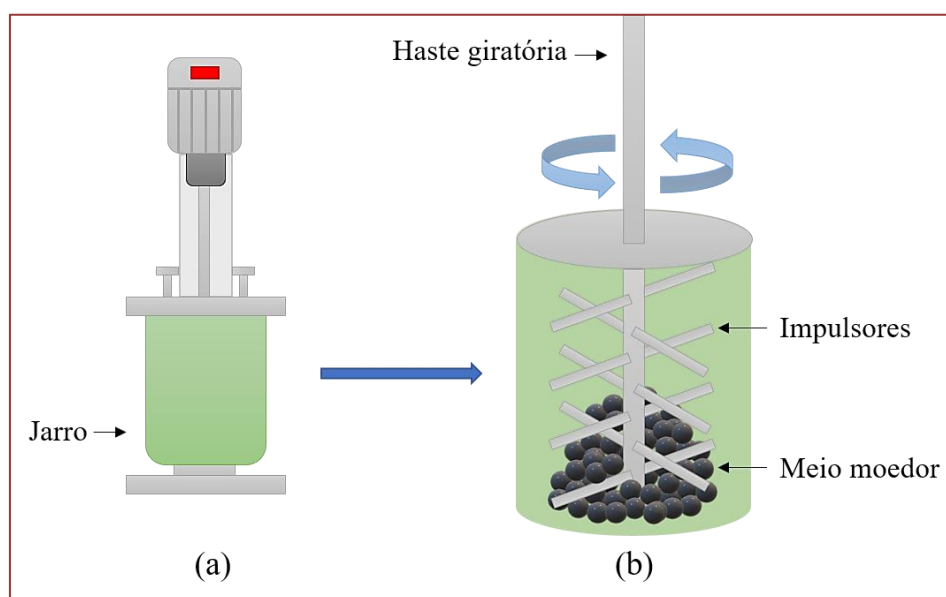 Haste giratória
Impulsores
Jarro
Meio moedor
(a)
(b)